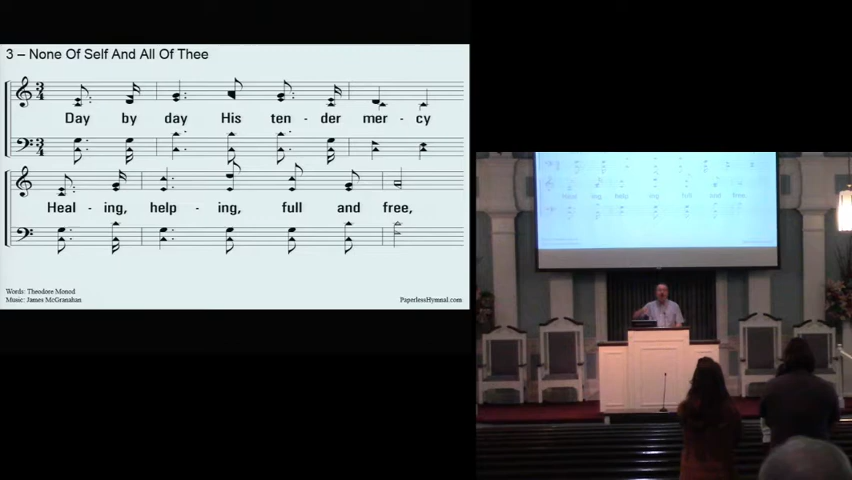 3 – None Of Self And All Of Thee
Day by day His ten - der mer - cy
Heal - ing, help - ing, full and free,
Words: Theodore Monod
Music: James McGranahan
PaperlessHymnal.com